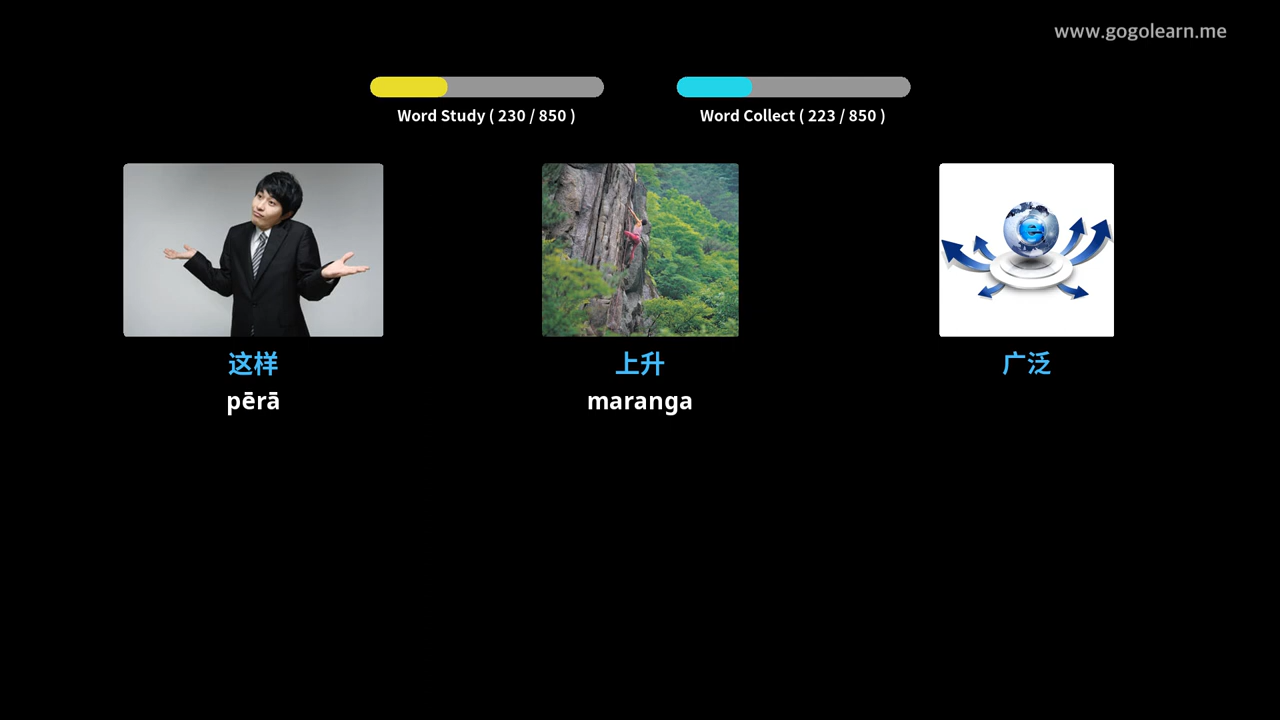 www.gogolearn.me
Word Study ( 230 / 850 )
Word Collect ( 223 / 850 )
这样
上升
广泛
pērā
maranga